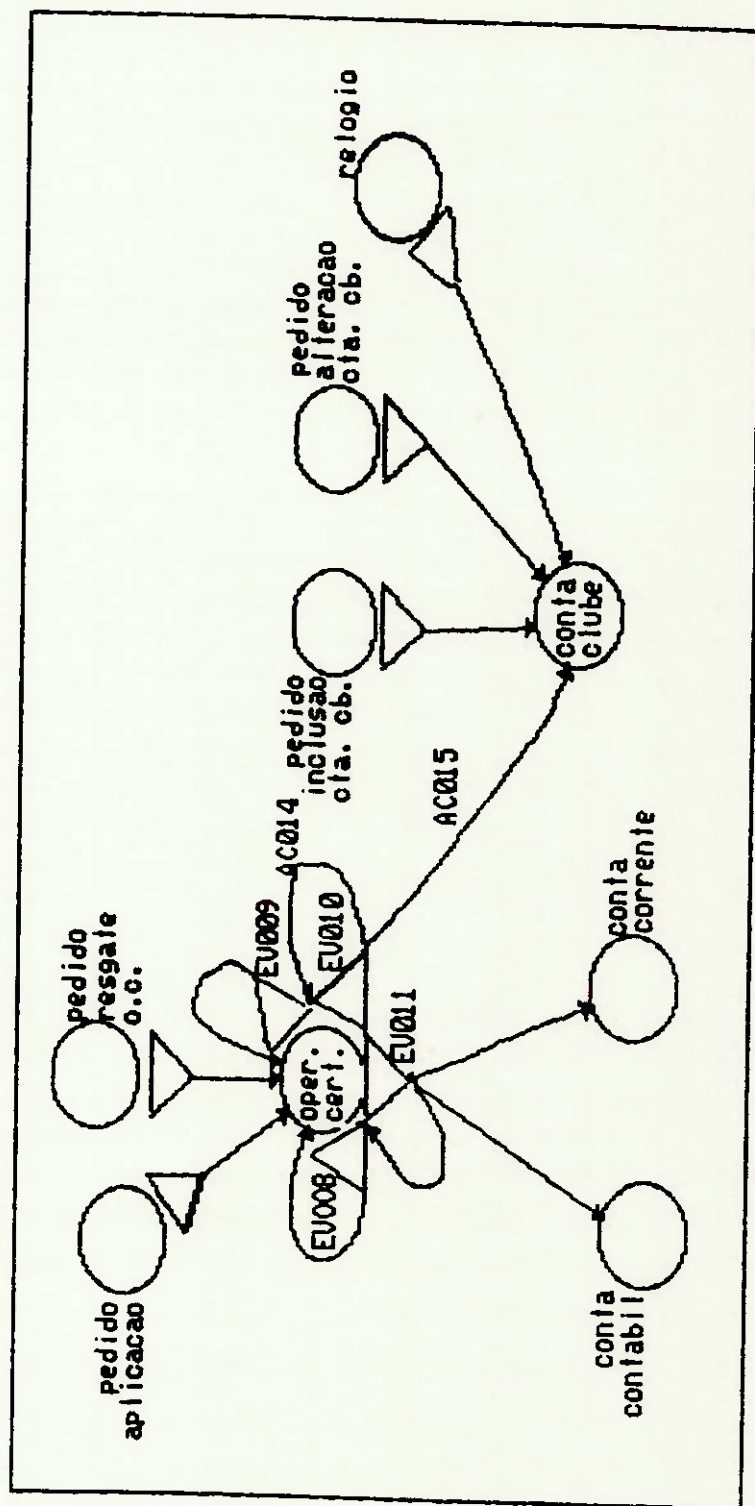 pedido
aplicacao
pedido
resgate
o.c.
pedido
inclusao
cta. cb.
pedido
alteracao
cta. cb.
relogio
oper.
cert.
EV008
EV009
EV010
EV011
AC014
AC015
conta
clube
conta
contabil
conta
corrente